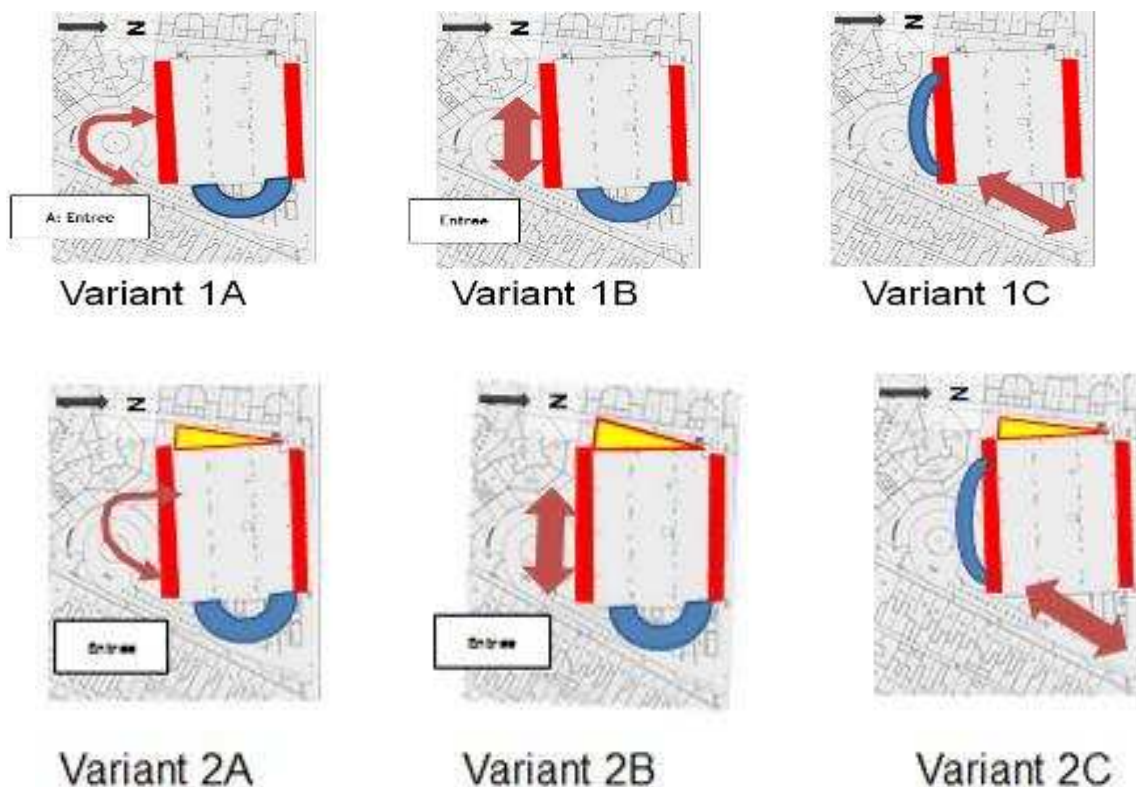 N
N
N
A: Entree
Entree
Variant 1A
Variant 1B
Variant 1C
N
N
N
Entree
Entree
Variant 2A
Variant 2B
Variant 2C